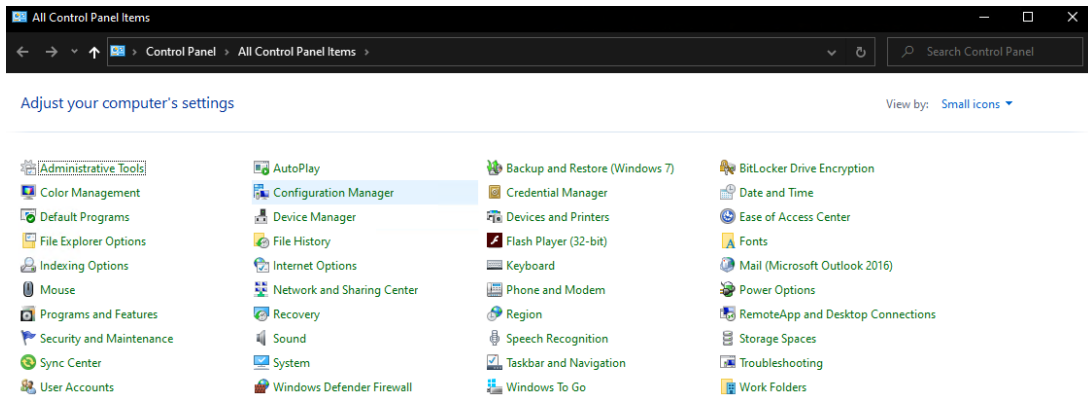 All Control Panel Items
Control Panel > All Control Panel Items >
Search Control Panel
Adjust your computer's settings
View by: Small icons
Administrative Tools
AutoPlay
Backup and Restore (Windows 7)
BitLocker Drive Encryption
Color Management
Configuration Manager
Credential Manager
Date and Time
Default Programs
Device Manager
Devices and Printers
Ease of Access Center
File Explorer Options
File History
Flash Player (32-bit)
Fonts
Indexing Options
Internet Options
Keyboard
Mail (Microsoft Outlook 2016)
Mouse
Network and Sharing Center
Phone and Modem
Power Options
Programs and Features
Recovery
Region
RemoteApp and Desktop Connections
Security and Maintenance
Sound
Speech Recognition
Storage Spaces
Sync Center
System
Taskbar and Navigation
Troubleshooting
User Accounts
Windows Defender Firewall
Windows To Go
Work Folders